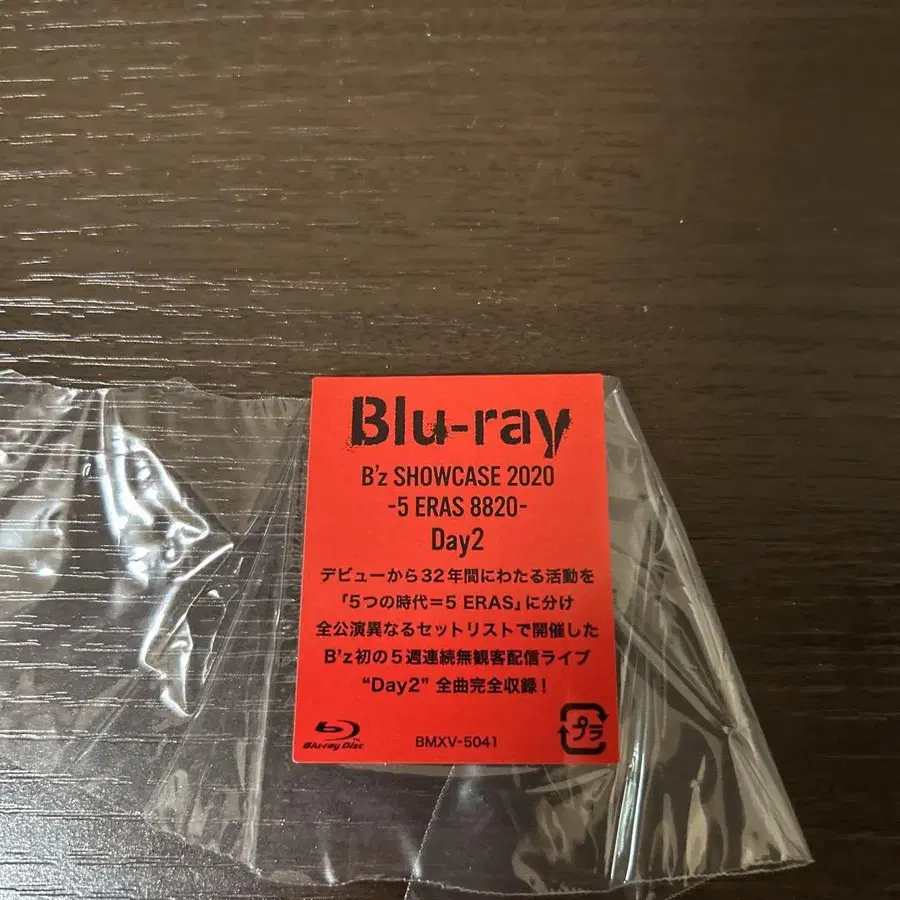 Blu-ray
B'z SHOWCASE 2020
-5 ERAS 8820-
Day2
デビューから32年間にわたる活動を
「5つの時代=5 ERAS」に分け
全公演異なるセットリストで開催した
B'z初の5週連続無観客配信ライブ
“Day2” 全曲完全収録!
Blu-ray Disc™
BMXV-5041
プラ